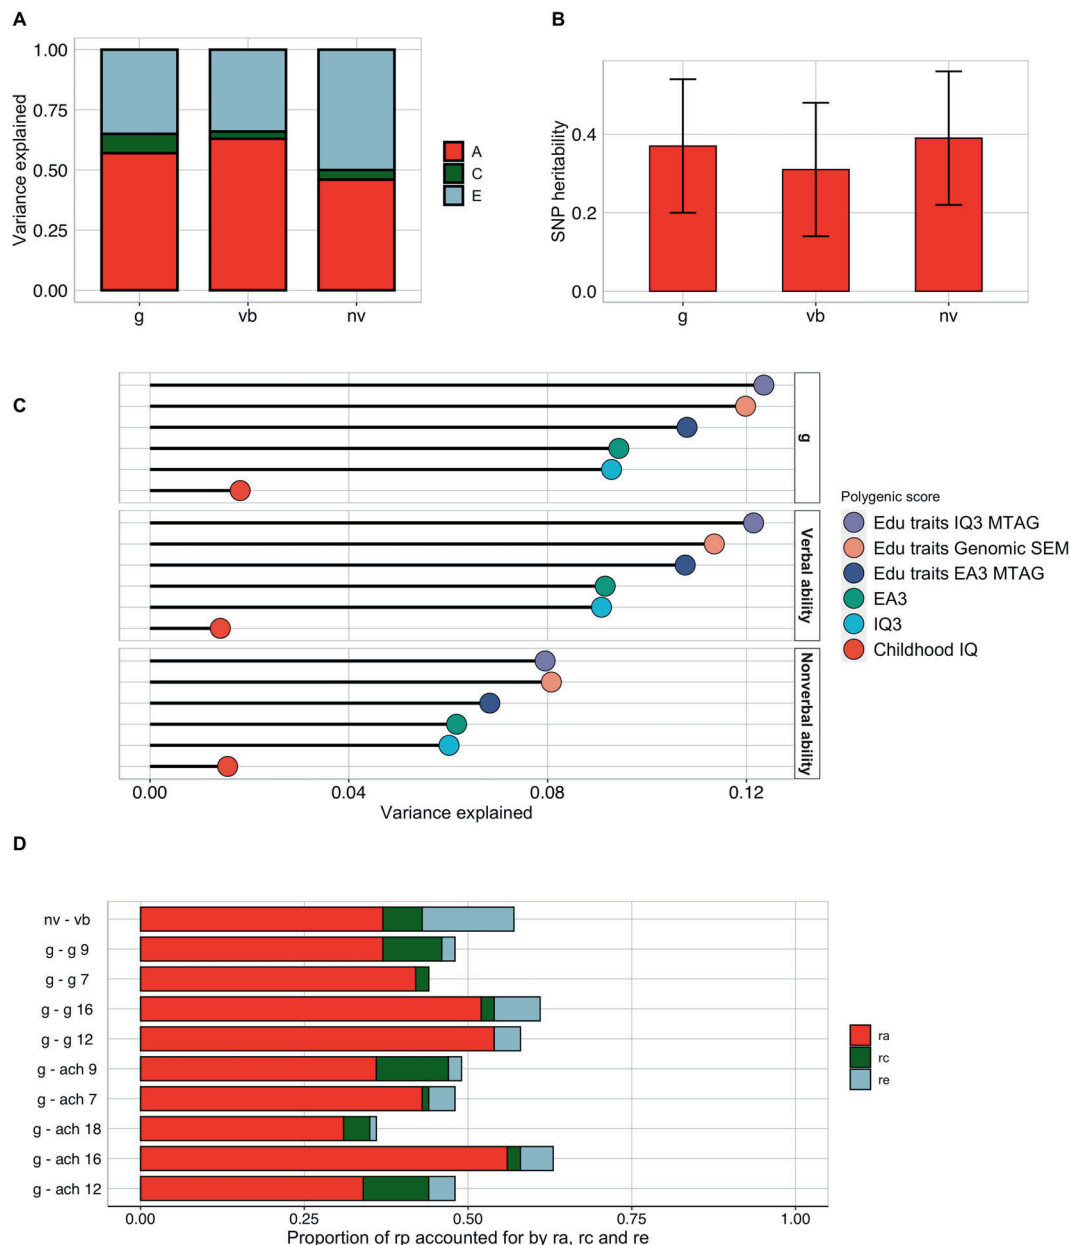 A
1.00
0.75
0.50
0.25
0.00
Variance explained
g vb nv
A
C
E
B
0.4
0.2
0.0
SNP heritability
g vb nv
C
g
Verbal ability
Nonverbal ability
0.00 0.04 0.08 0.12
Variance explained
Polygenic score
Edu traits IQ3 MTAG
Edu traits Genomic SEM
Edu traits EA3 MTAG
EA3
IQ3
Childhood IQ
D
nv - vb
g - g 9
g - g 7
g - g 16
g - g 12
g - ach 9
g - ach 7
g - ach 18
g - ach 16
g - ach 12
0.00 0.25 0.50 0.75 1.00
Proportion of rp accounted for by ra, rc and re
ra
rc
re